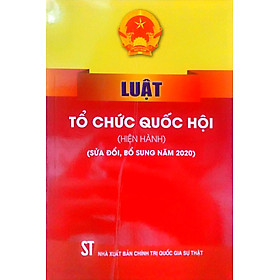 LUẬT
TỔ CHỨC QUỐC HỘI
(HIỆN HÀNH)
(SỬA ĐỔI, BỔ SUNG NĂM 2020)
ST NHÀ XUẤT BẢN CHÍNH TRỊ QUỐC GIA SỰ THẬT